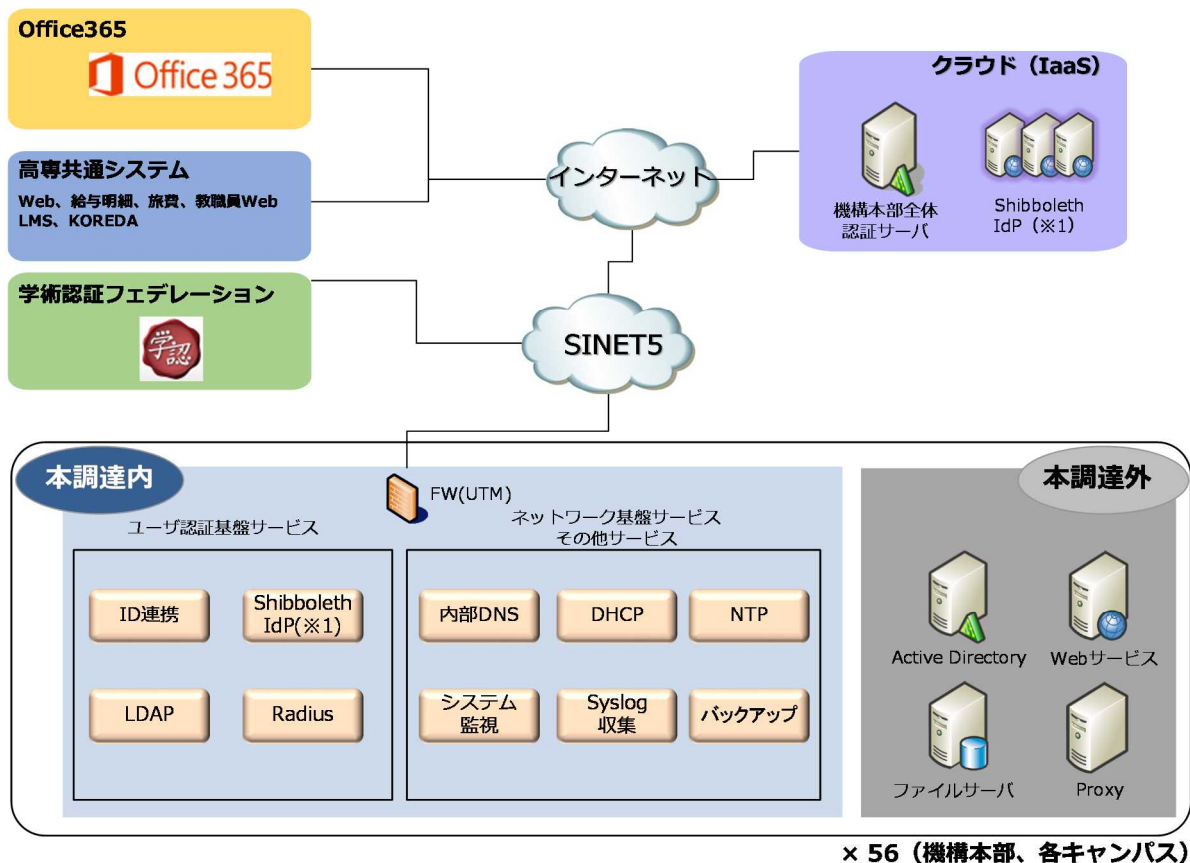 Office365
Office 365
高専共通システム
Web、給与明細、旅費、教職員Web
LMS、KOREDA
学術認証フェデレーション
学認
インターネット
SINET5
クラウド（IaaS）
機構本部全体
認証サーバ
Shibboleth
IdP（※1）
本調達内
FW(UTM)
ユーザ認証基盤サービス
ID連携
Shibboleth
IdP(※1)
LDAP
Radius
ネットワーク基盤サービス
その他サービス
内部DNS
DHCP
NTP
システム
監視
Syslog
収集
バックアップ
本調達外
Active Directory
Webサービス
ファイルサーバ
Proxy
× 56（機構本部、各キャンパス）